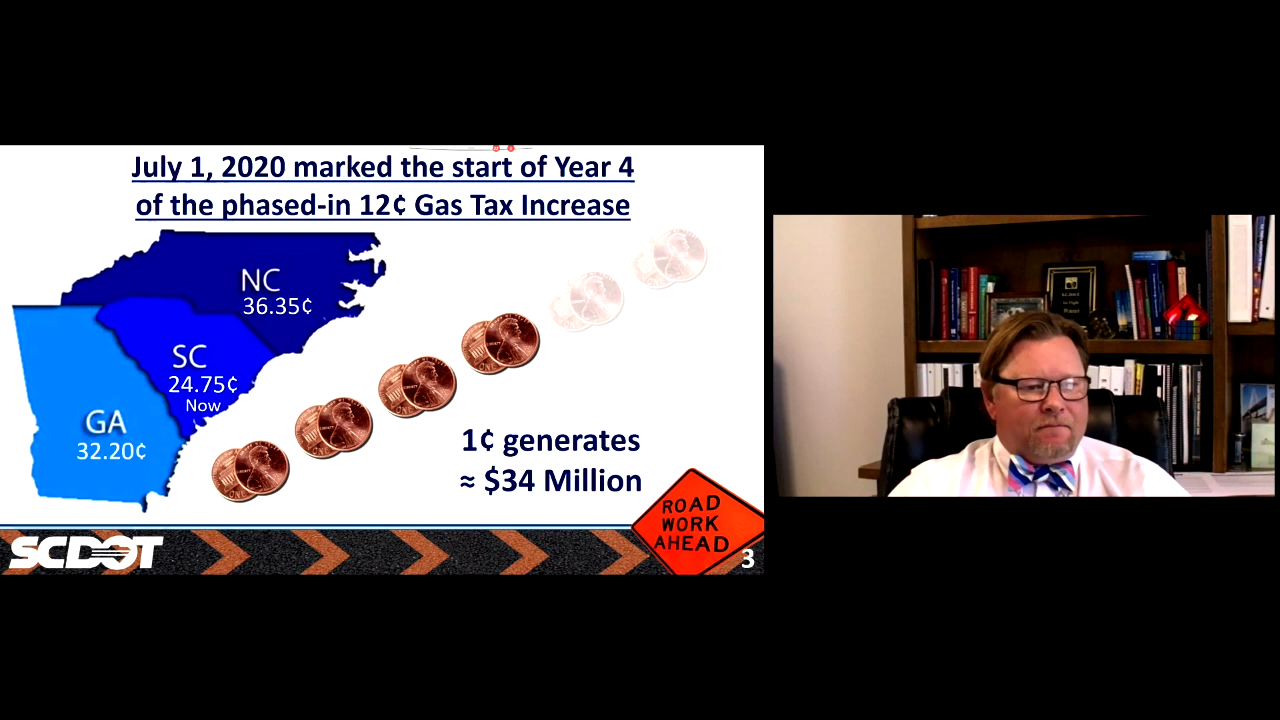 July 1, 2020 marked the start of Year 4
of the phased-in 12¢ Gas Tax Increase
NC
36.35¢
SC
24.75¢
Now
GA
32.20¢
1¢ generates
≈ $34 Million
ROAD
WORK
AHEAD
SCDOT
3